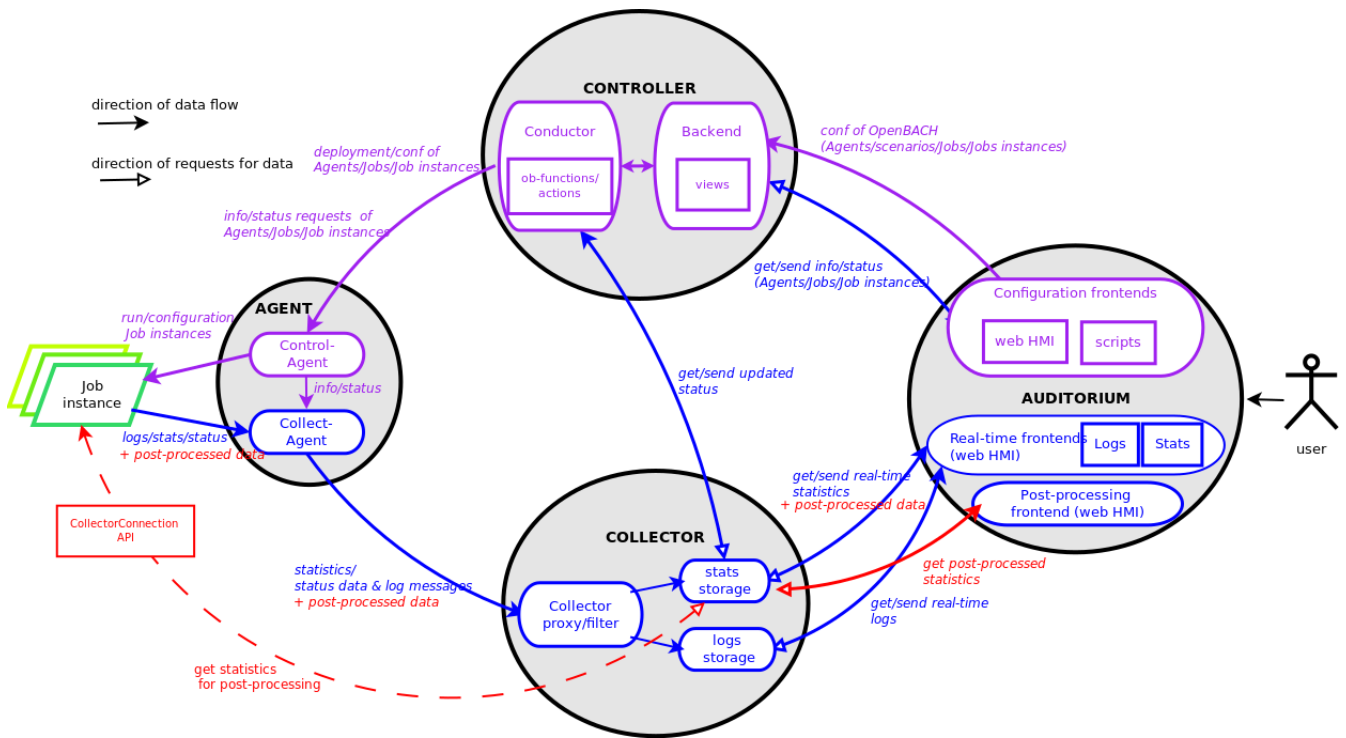 direction of data flow
direction of requests for data
CONTROLLER
Conductor
ob-functions/
actions
Backend
views
deployment/conf of
Agents/Jobs/Job instances
info/status requests  of
Agents/Jobs/Job instances
conf of OpenBACH
(Agents/scenarios/Jobs/Jobs instances)
get/send info/status
(Agents/Jobs/Job instances)
AGENT
Control-
Agent
info/status
Collect-
Agent
run/configuration
Job instances
Job
instance
logs/stats/status
+ post-processed data
CollectorConnection
API
get/send updated
status
Configuration frontends
web HMI
scripts
AUDITORIUM
Real-time frontends
(web HMI)
Logs
Stats
Post-processing
frontend (web HMI)
user
get/send real-time
statistics
+ post-processed data
get post-processed
statistics
get/send real-time
logs
COLLECTOR
stats
storage
Collector
proxy/filter
logs
storage
statistics/
status data & log messages
+ post-processed data
get statistics
for post-processing